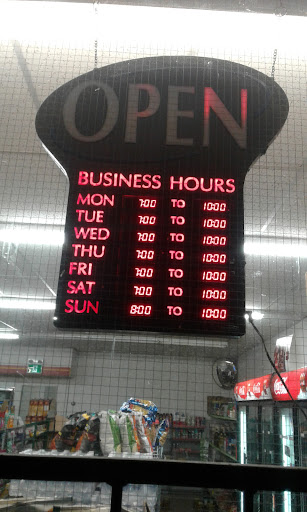 OPEN
BUSINESS HOURS
MON 7:00 TO 10:00
TUE 7:00 TO 10:00
WED 7:00 TO 10:00
THU 7:00 TO 10:00
FRI 7:00 TO 10:00
SAT 7:00 TO 10:00
SUN 8:00 TO 10:00